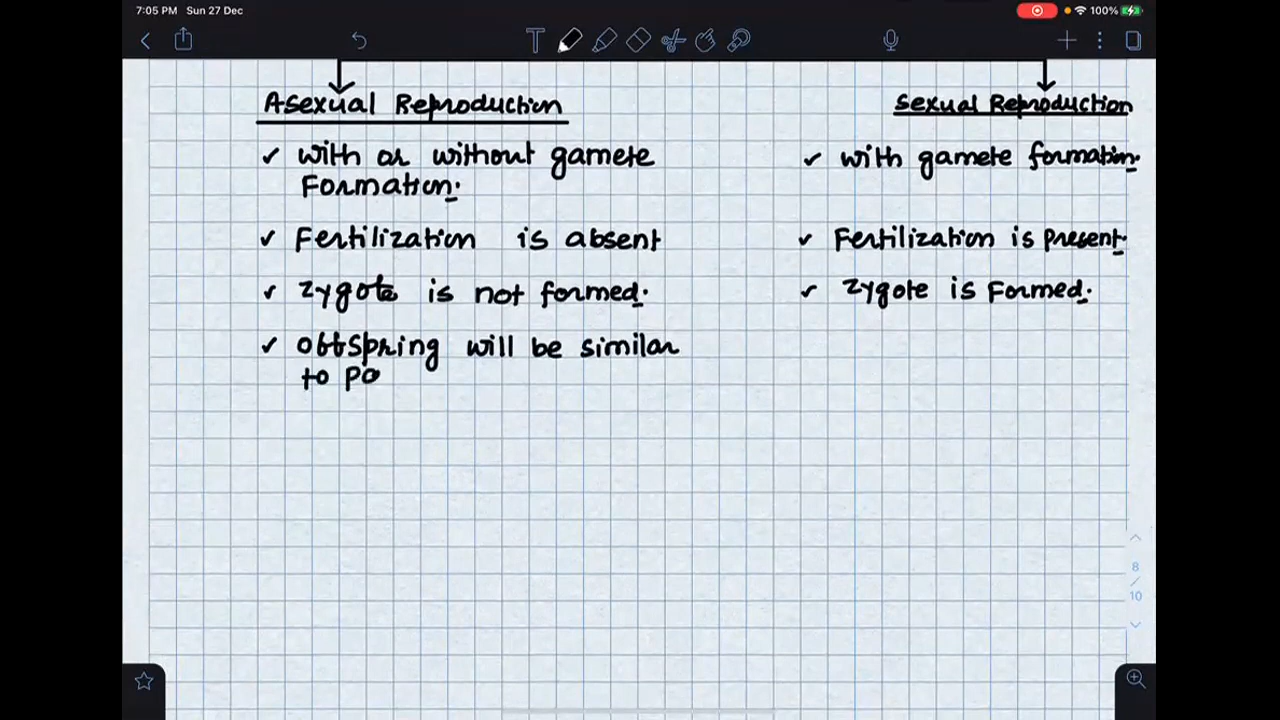 7:05 PM Sun 27 Dec
100%
Asexual Reproduction
✓ with or without gamete
Formation.
✓ Fertilization is absent
✓ Zygote is not formed.
✓ offspring will be similar
to pa
Sexual Reproduction
✓ with gamete formation.
✓ Fertilization is present.
✓ Zygote is Formed.
8
/
10